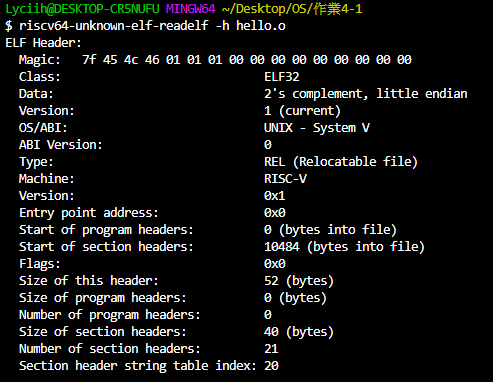 Lyciih@DESKTOP-CR5NUFU MINGW64 ~/Desktop/OS/作業4-1
$ riscv64-unknown-elf-readelf -h hello.o
ELF Header:
  Magic:   7f 45 4c 46 01 01 01 00 00 00 00 00 00 00 00 00
  Class:                             ELF32
  Data:                              2's complement, little endian
  Version:                           1 (current)
  OS/ABI:                            UNIX - System V
  ABI Version:                       0
  Type:                              REL (Relocatable file)
  Machine:                           RISC-V
  Version:                           0x1
  Entry point address:               0x0
  Start of program headers:          0 (bytes into file)
  Start of section headers:          10484 (bytes into file)
  Flags:                             0x0
  Size of this header:               52 (bytes)
  Size of program headers:           0 (bytes)
  Number of program headers:         0
  Size of section headers:           40 (bytes)
  Number of section headers:         21
  Section header string table index: 20